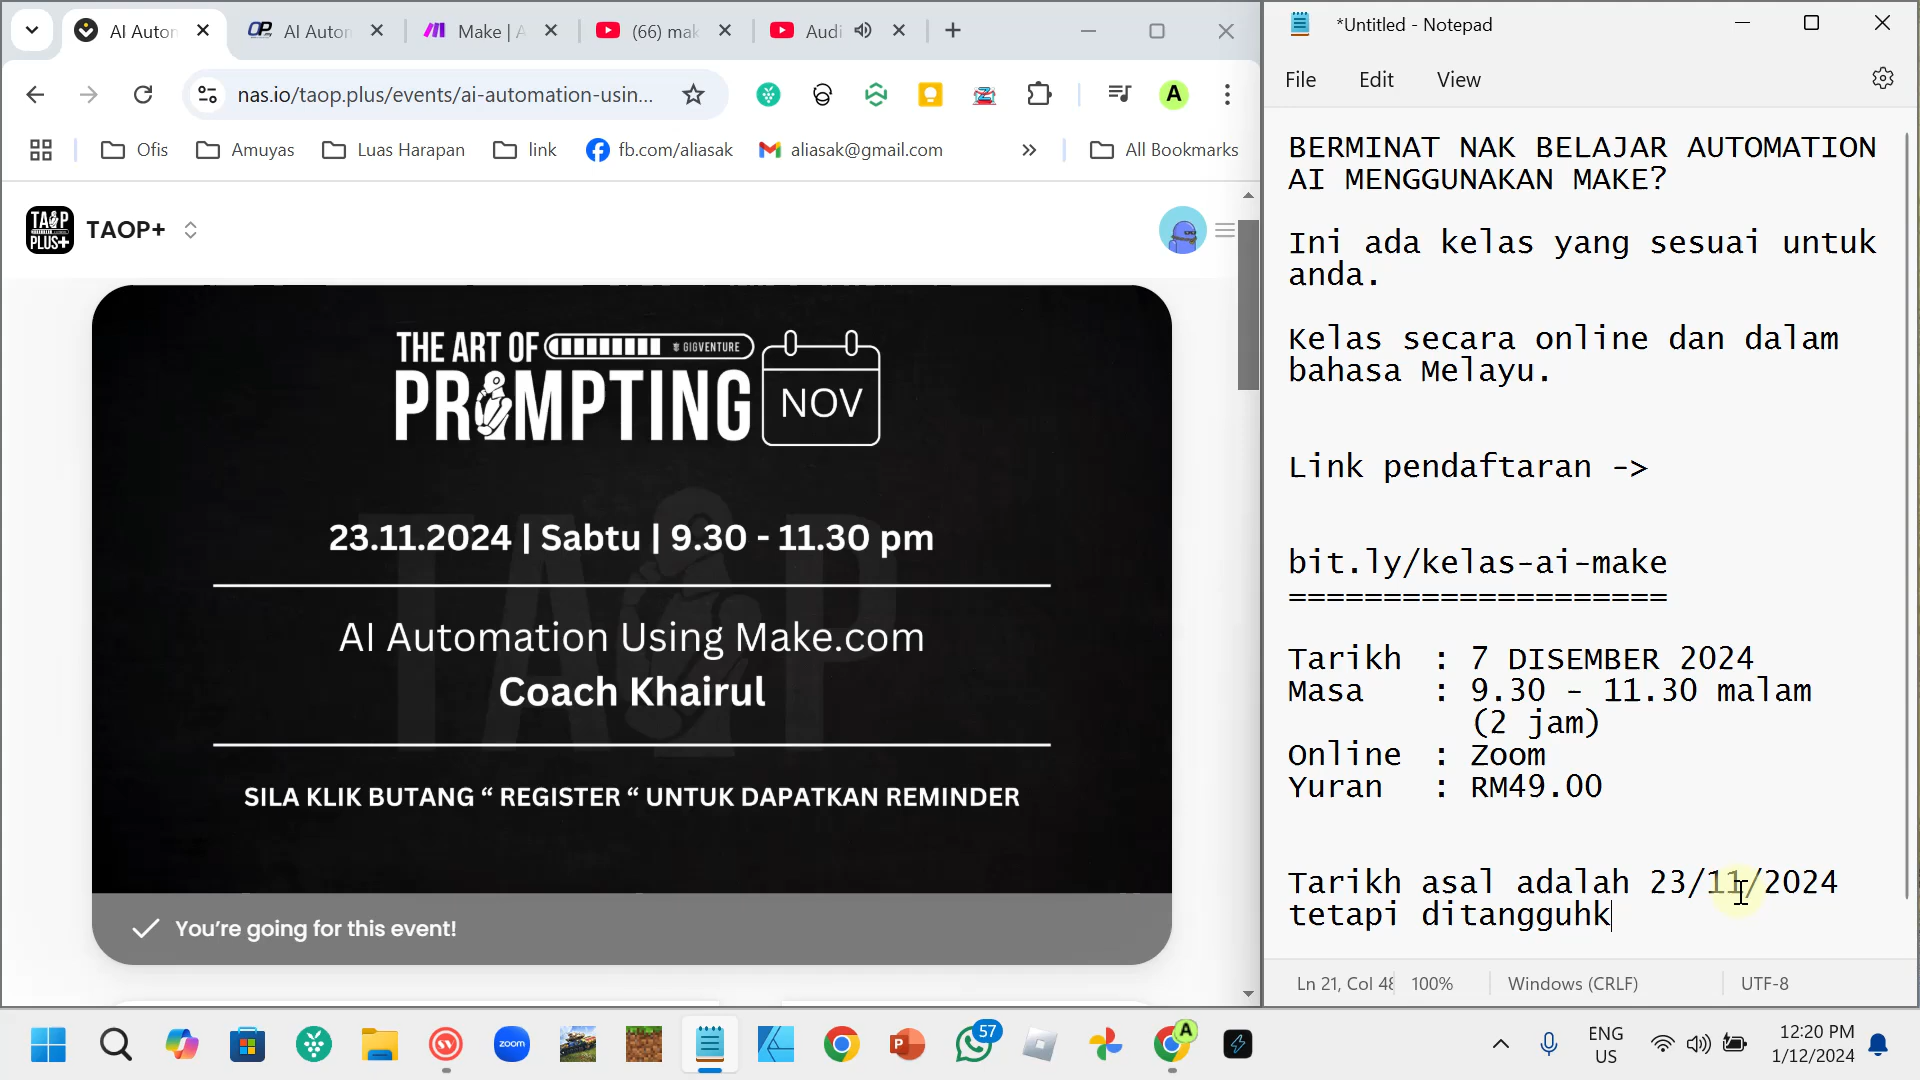 AI Auton
AI Auton
Make | A
(66) mak
Audi
nas.io/taop.plus/events/ai-automation-usin...
A
Ofis
Amuyas
Luas Harapan
link
fb.com/aliasak
aliasak@gmail.com
»
All Bookmarks
TAOP PLUS+
TAOP+
THE ART OF
GIGVENTURE
PROMPTING
NOV
23.11.2024 | Sabtu | 9.30 - 11.30 pm
AI Automation Using Make.com
Coach Khairul
SILA KLIK BUTANG “ REGISTER “ UNTUK DAPATKAN REMINDER
You’re going for this event!
*Untitled - Notepad
File Edit View
BERMINAT NAK BELAJAR AUTOMATION
AI MENGGUNAKAN MAKE?
Ini ada kelas yang sesuai untuk
anda.
Kelas secara online dan dalam
bahasa Melayu.
Link pendaftaran ->
bit.ly/kelas-ai-make
====================
Tarikh : 7 DISEMBER 2024
Masa : 9.30 - 11.30 malam
(2 jam)
Online : Zoom
Yuran : RM49.00
Tarikh asal adalah 23/11/2024
tetapi ditangguhk
Ln 21, Col 48
100%
Windows (CRLF)
UTF-8
zoom
57
A
ENG
US
12:20 PM
1/12/2024